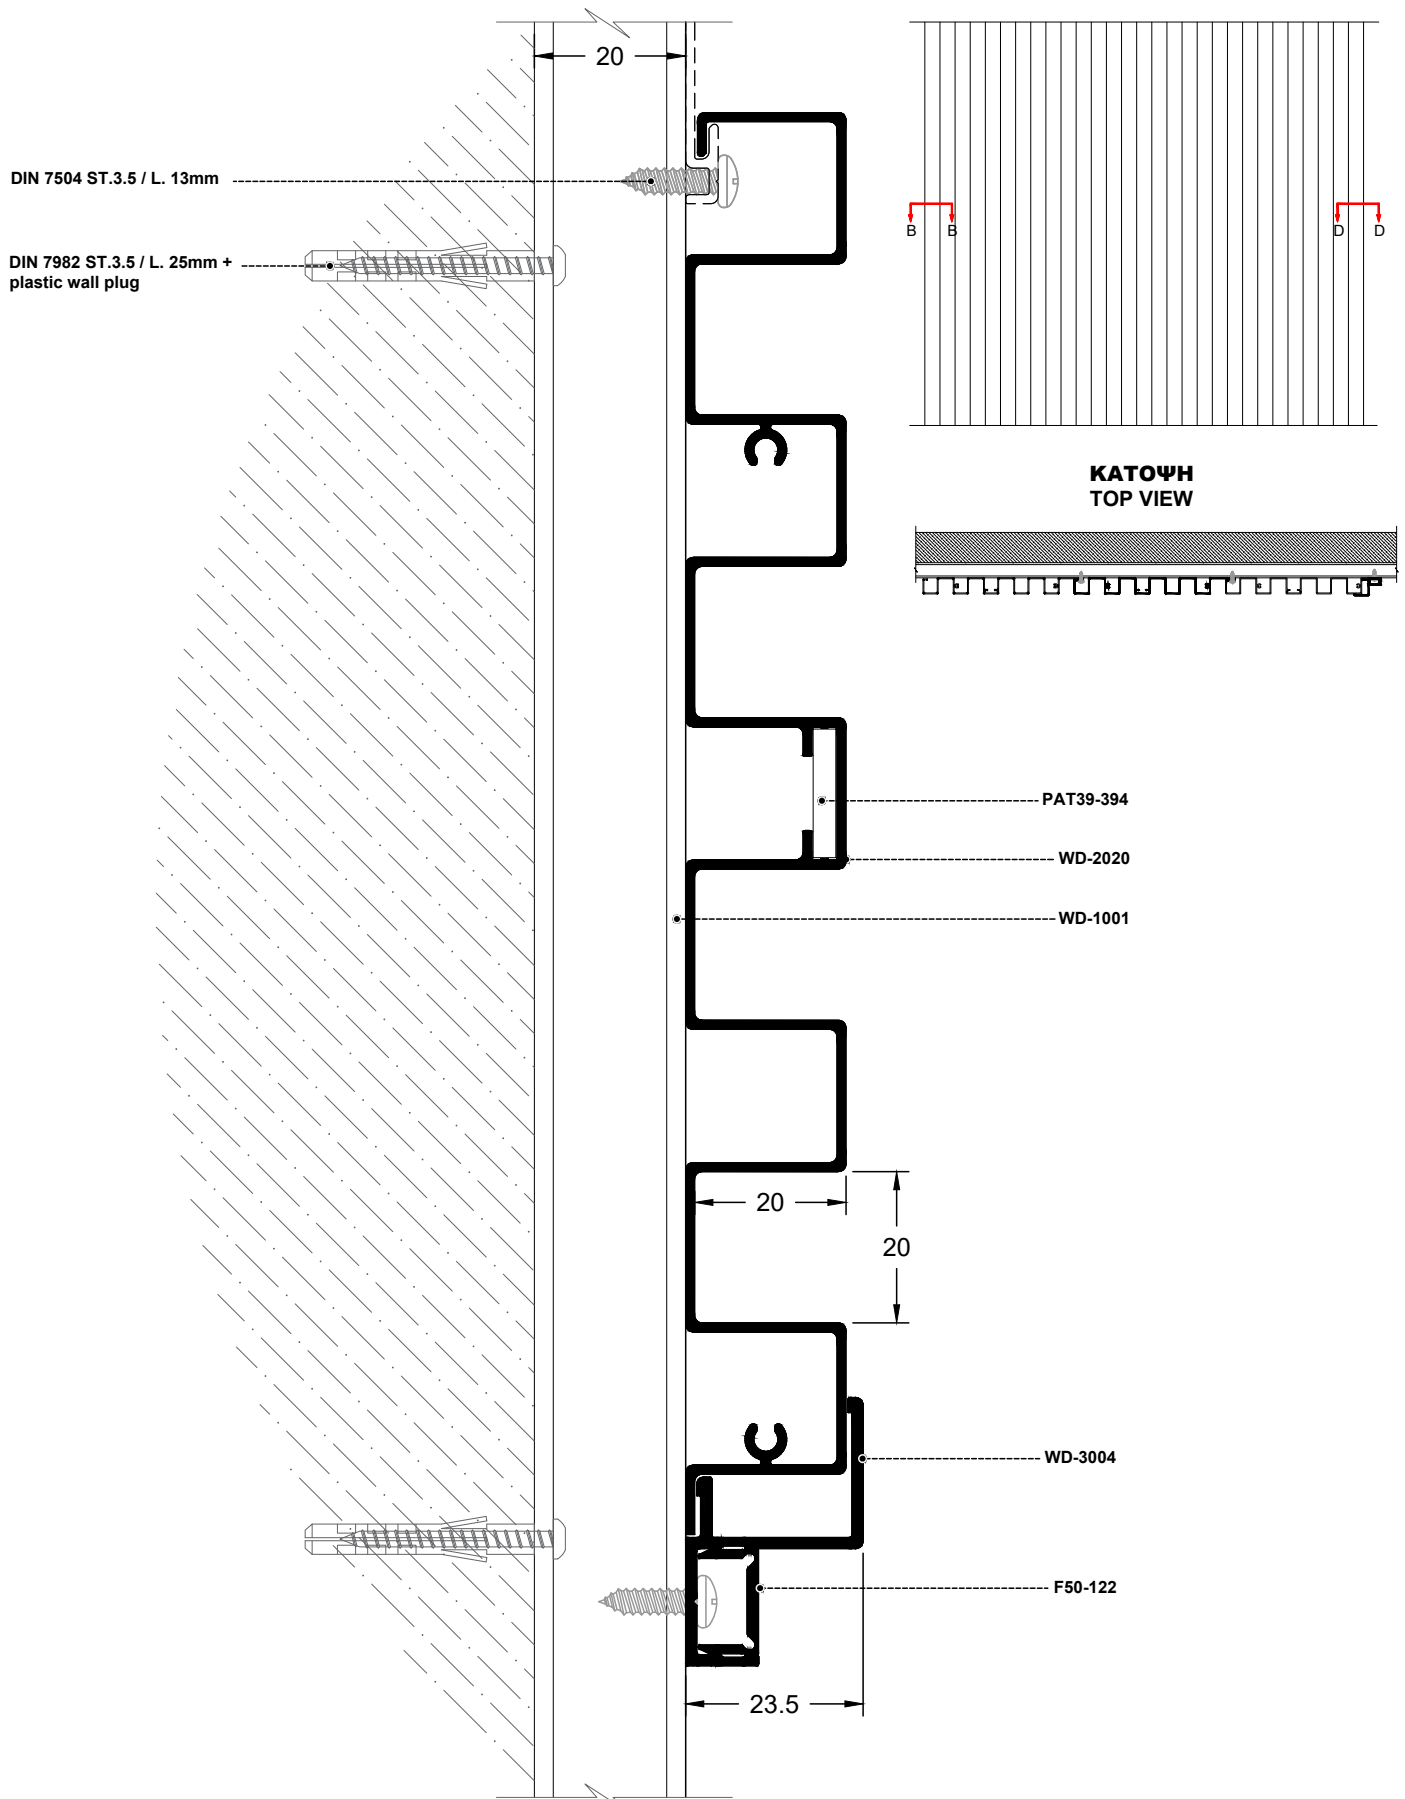 20
DIN 7504 ST.3.5 / L. 13mm
DIN 7982 ST.3.5 / L. 25mm +
plastic wall plug
B B D D
ΚΑΤΟΨΗ
TOP VIEW
PAT39-394
WD-2020
WD-1001
20
20
WD-3004
F50-122
23.5